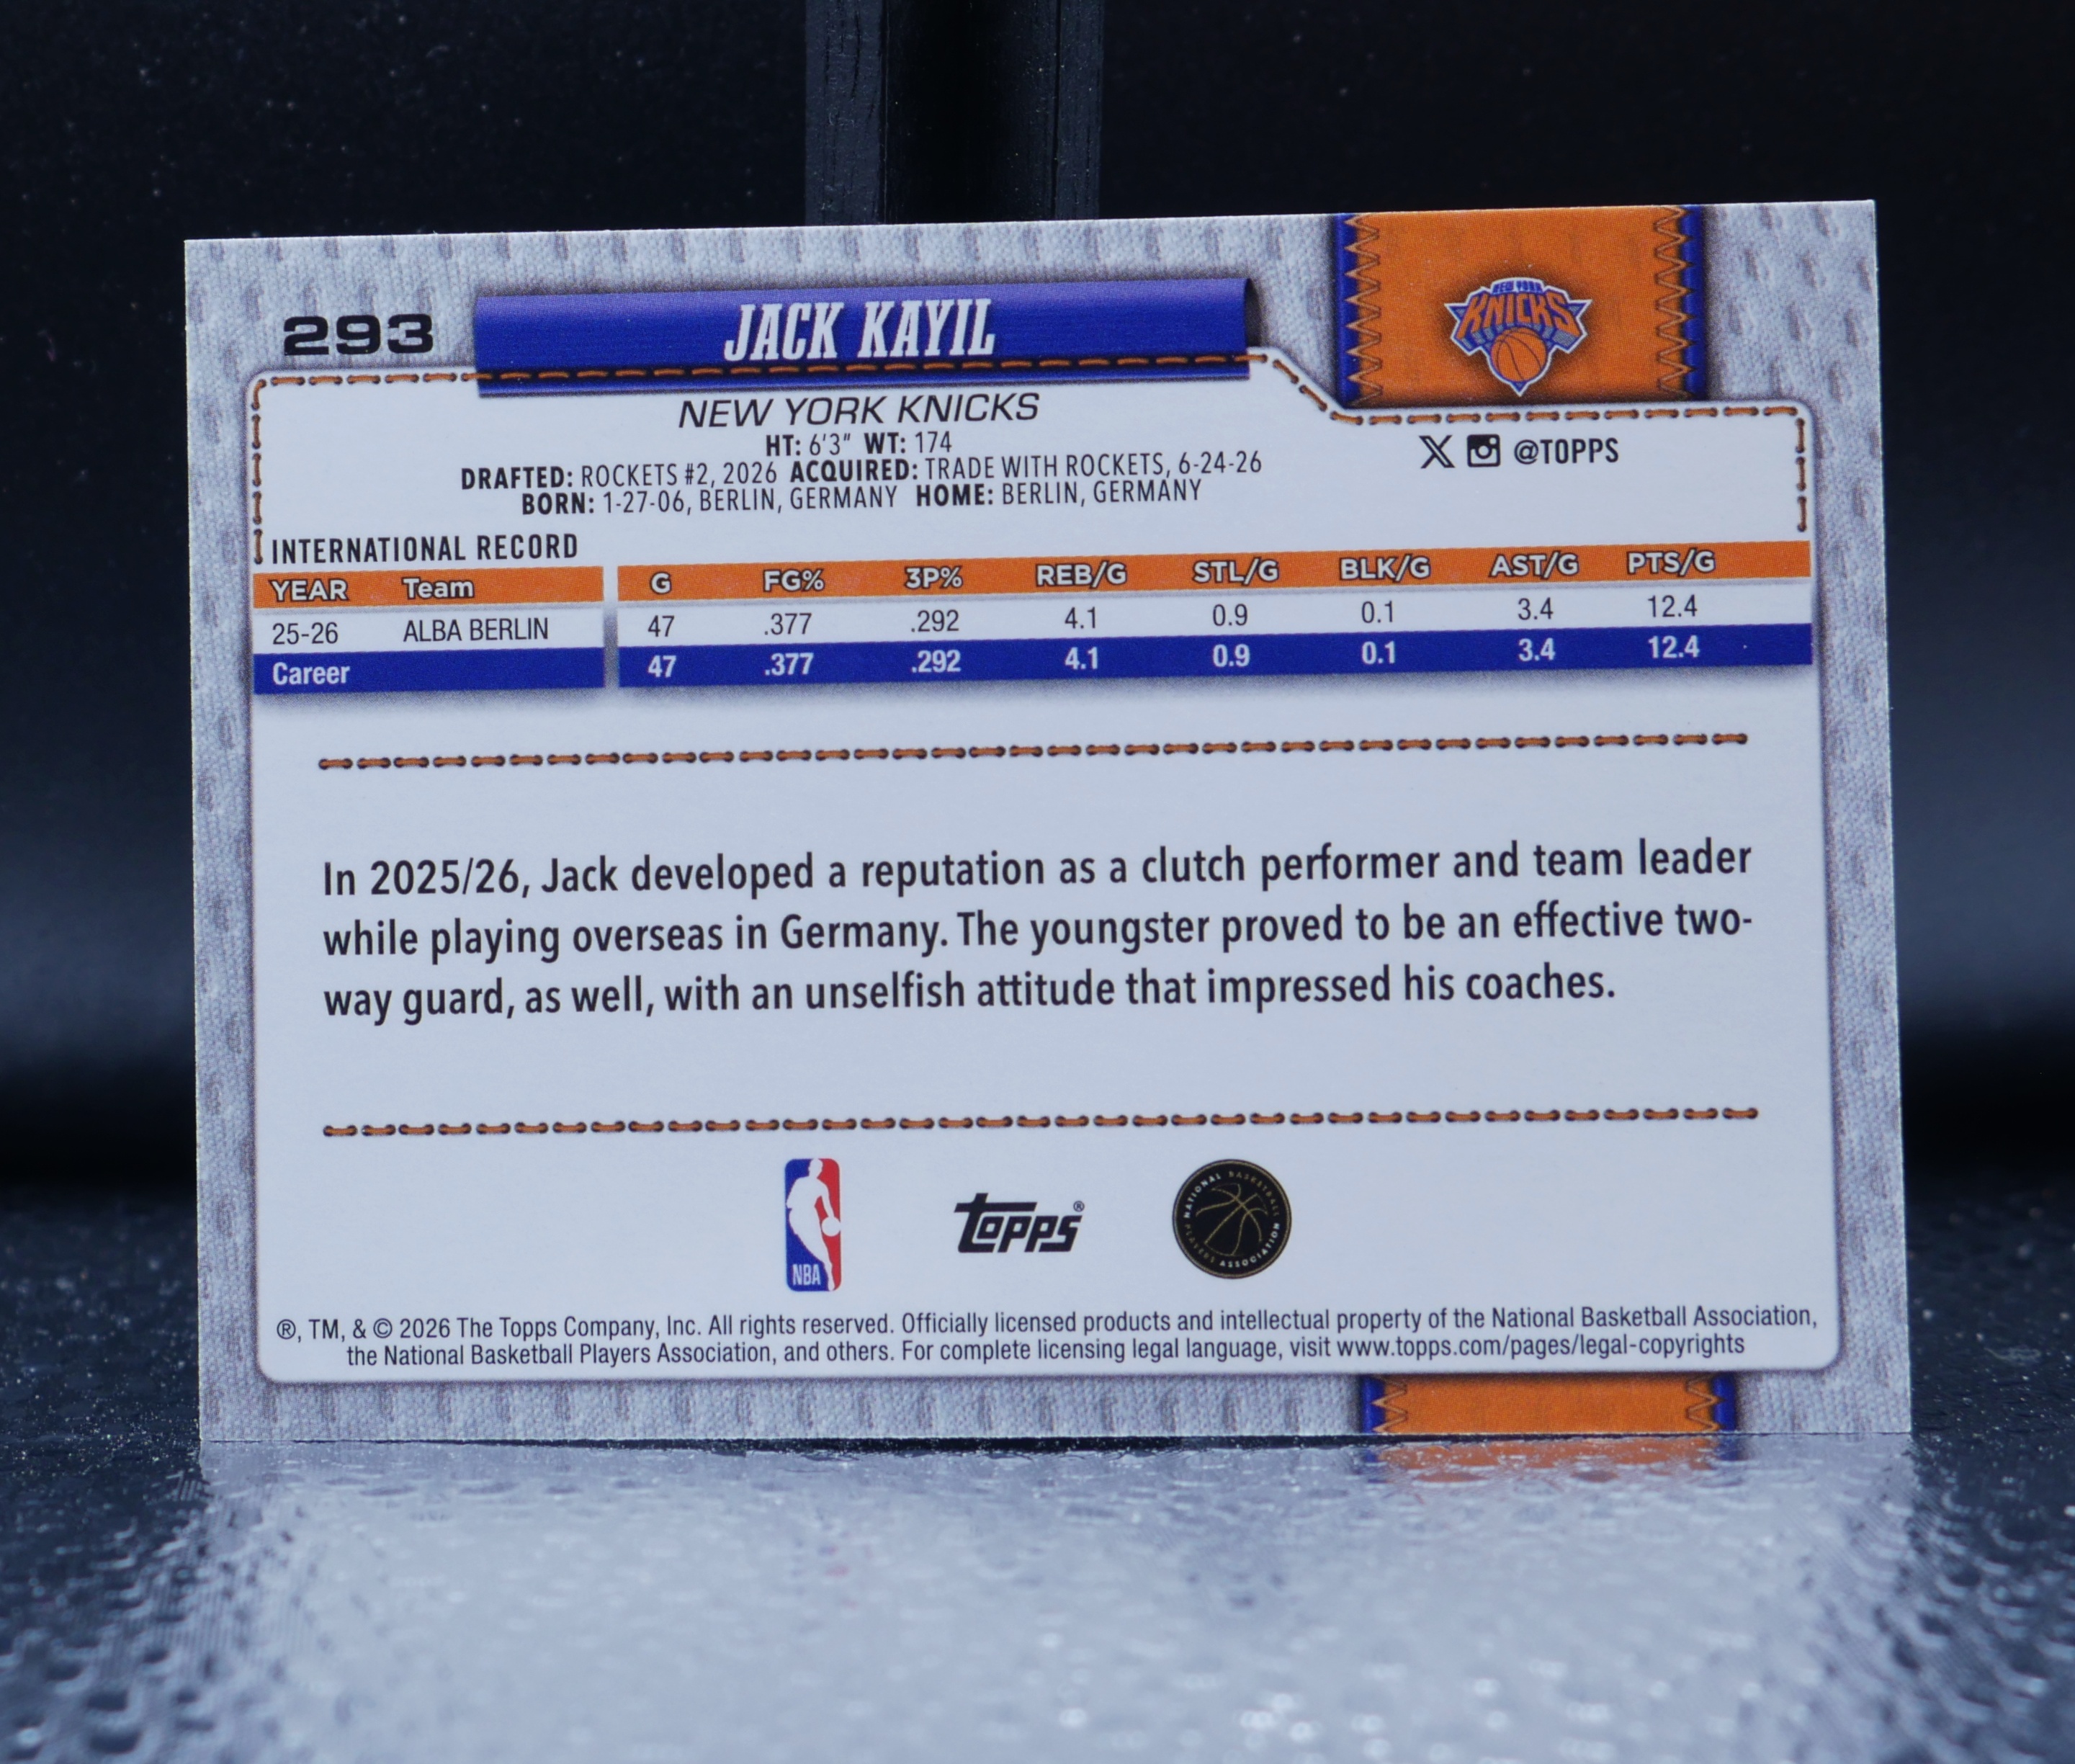 293
JACK KAYIL
NEW YORK
KNICKS
NEW YORK KNICKS
HT: 6'3" WT: 174
DRAFTED: ROCKETS #2, 2026 ACQUIRED: TRADE WITH ROCKETS, 6-24-26
BORN: 1-27-06, BERLIN, GERMANY HOME: BERLIN, GERMANY
@TOPPS
INTERNATIONAL RECORD
YEAR Team G FG% 3P% REB/G STL/G BLK/G AST/G PTS/G
25-26 ALBA BERLIN 47 .377 .292 4.1 0.9 0.1 3.4 12.4
Career 47 .377 .292 4.1 0.9 0.1 3.4 12.4
In 2025/26, Jack developed a reputation as a clutch performer and team leader
while playing overseas in Germany. The youngster proved to be an effective two-
way guard, as well, with an unselfish attitude that impressed his coaches.
NBA
topps®
NATIONAL BASKETBALL PLAYERS ASSOCIATION
®, TM, & © 2026 The Topps Company, Inc. All rights reserved. Officially licensed products and intellectual property of the National Basketball Association,
the National Basketball Players Association, and others. For complete licensing legal language, visit www.topps.com/pages/legal-copyrights